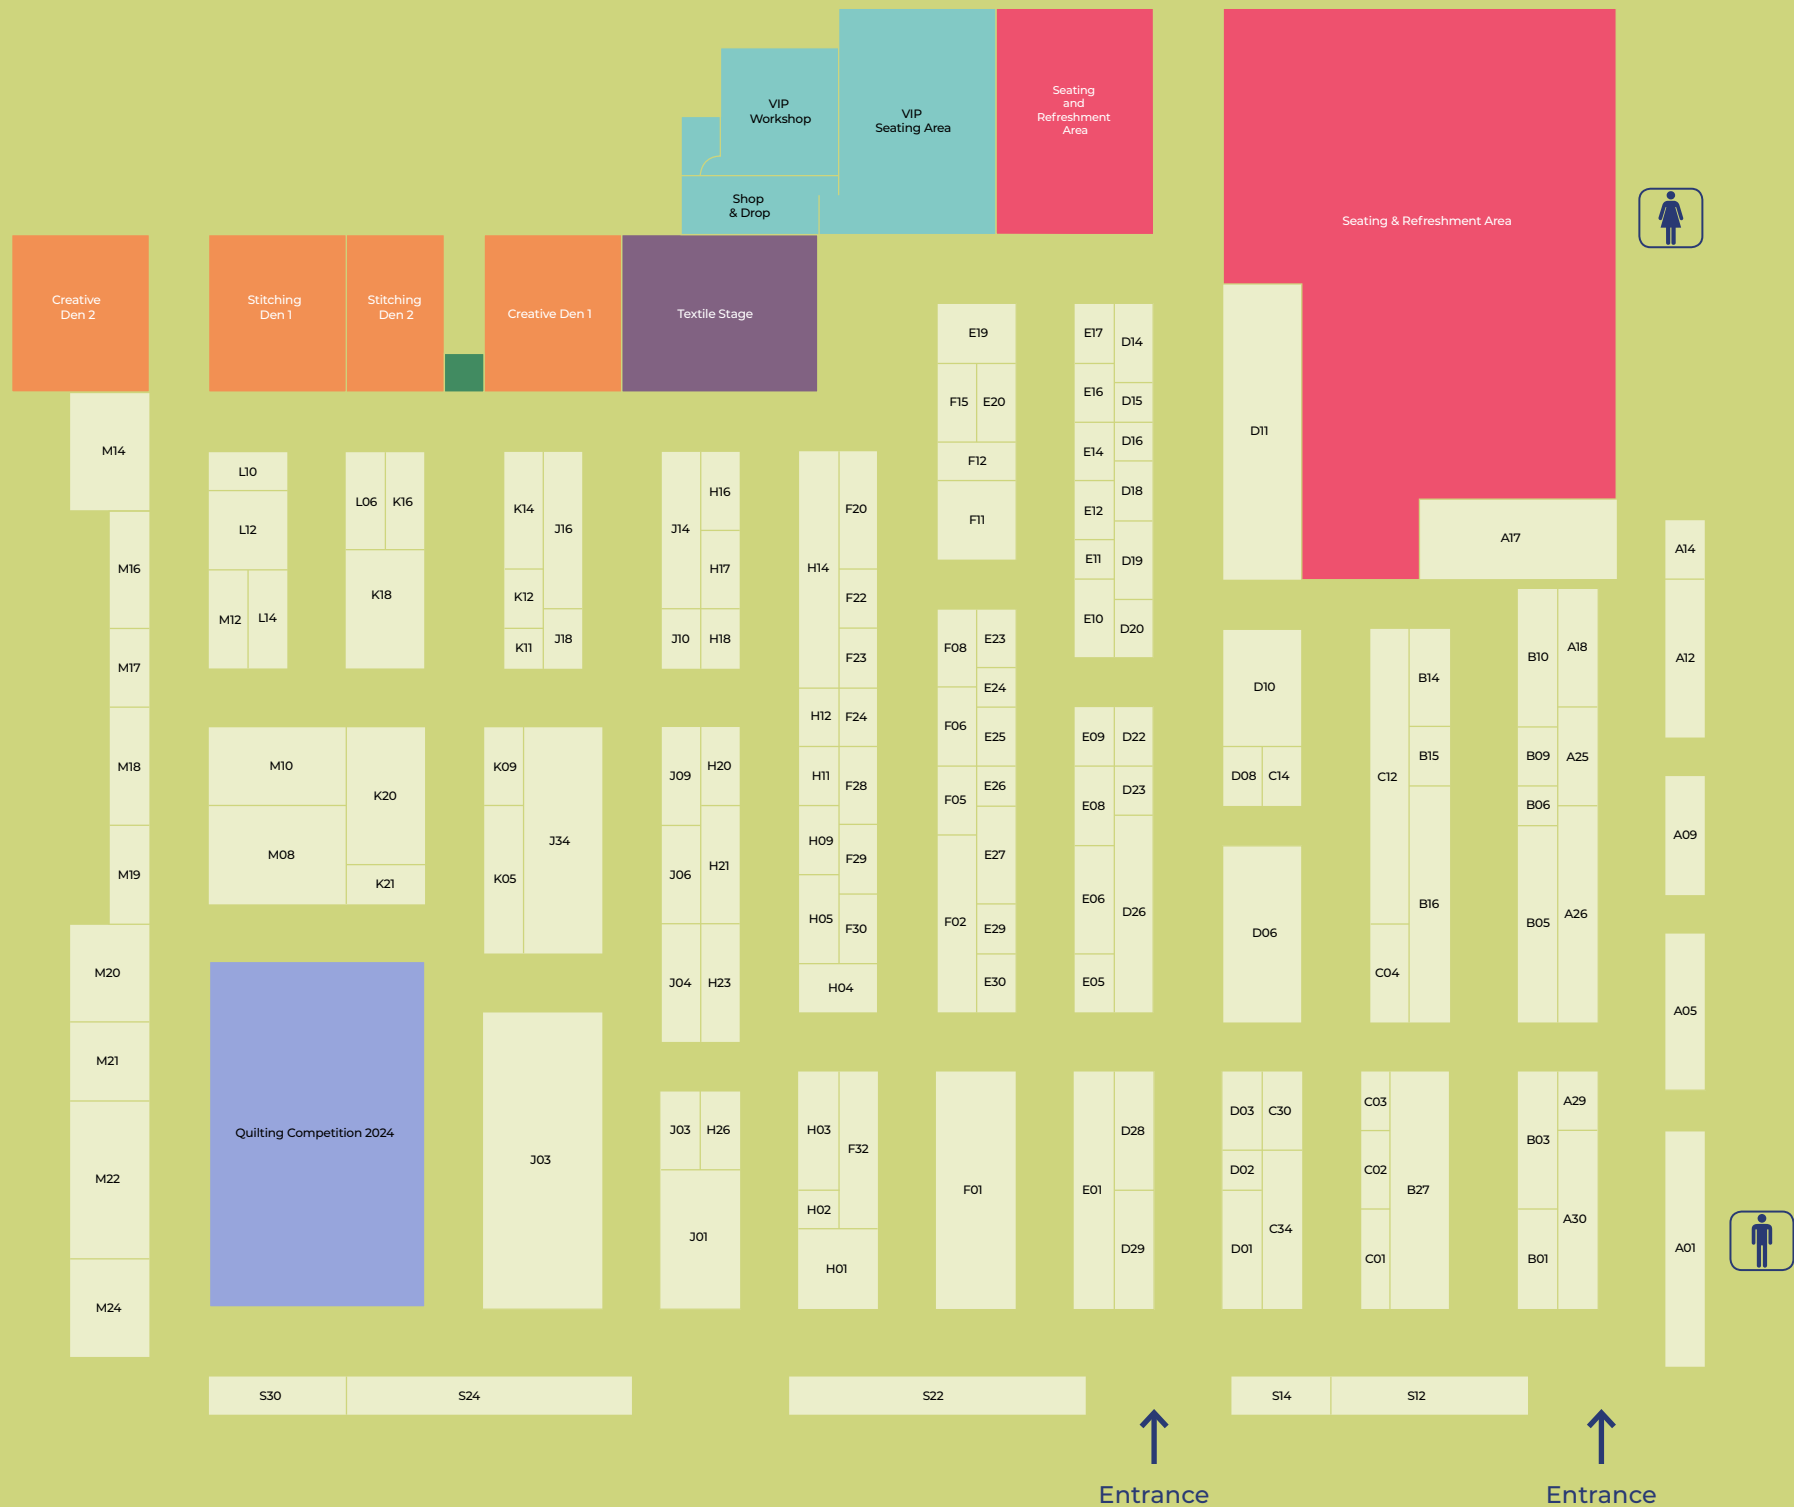 VIP
Workshop
VIP
Seating Area
Seating
and
Refreshment
Area
Shop
& Drop
Seating & Refreshment Area
Creative
Den 2
Stitching
Den 1
Stitching
Den 2
Creative Den 1
Textile Stage
M14
M16
M17
M18
M19
M20
M21
M22
M24
L10
L12
M12
L14
L06
K16
K18
M10
M08
K20
K21
Quilting Competition 2024
K14
J16
K12
K11
J18
K09
K05
J34
J03
J14
H16
H17
J10
H18
J09
H20
J06
H21
J04
H23
J03
H26
J01
H14
F20
F22
F23
H12
F24
H11
F28
H09
F29
H05
F30
H04
H03
F32
H02
H01
E19
F15
E20
F12
F11
F08
E23
E24
F06
E25
F05
E26
E27
F02
E29
E30
F01
E17
D14
E16
D15
E14
D16
D18
E12
E11
D19
E10
D20
E09
D22
E08
D23
E06
D26
E05
E01
D28
D29
D11
D10
D08
C14
D06
D03
C30
D02
C34
D01
A17
C12
B14
B15
B16
C04
C03
C02
B27
C01
B10
A18
B09
A25
B06
B05
A26
B03
A29
A30
B01
A14
A12
A09
A05
A01
S30
S24
S22
S14
S12
Entrance
Entrance